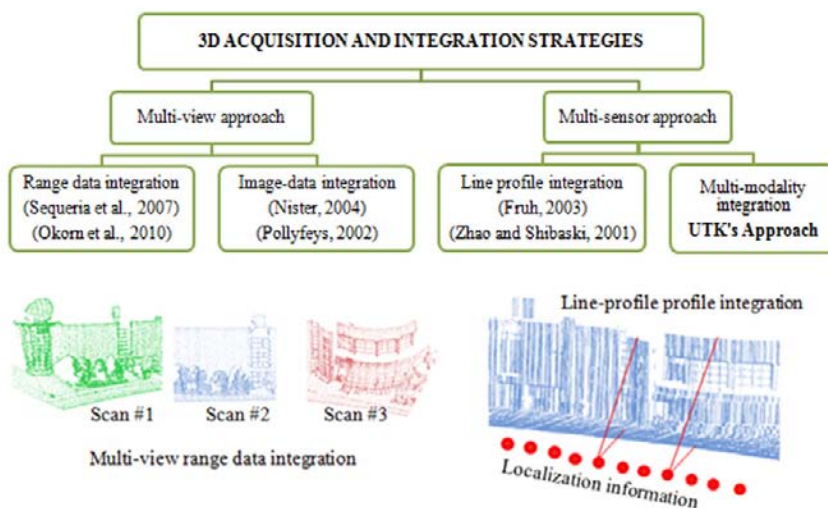 3D ACQUISITION AND INTEGRATION STRATEGIES
Multi-view approach
Multi-sensor approach
Range data integration
(Sequeria et al., 2007)
(Okorn et al., 2010)
Image-data integration
(Nister, 2004)
(Pollyfeys, 2002)
Line profile integration
(Fruh, 2003)
(Zhao and Shibaski, 2001)
Multi-modality
integration
UTK's Approach
Scan #1
Scan #2
Scan #3
Multi-view range data integration
Line-profile profile integration
Localization information